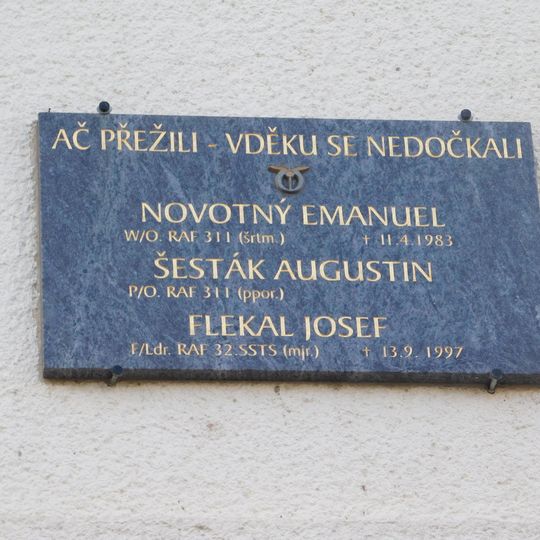 AČ PŘEŽILI - VDĚKU SE NEDOČKALI
NOVOTNÝ EMANUEL
W/O. RAF 311 (šrtm.) † 11.4.1983
ŠESTÁK AUGUSTIN
P/O. RAF 311 (ppor.)
FLEKAL JOSEF
F/Ldr. RAF 32.SSTS (mjr.) † 13.9. 1997